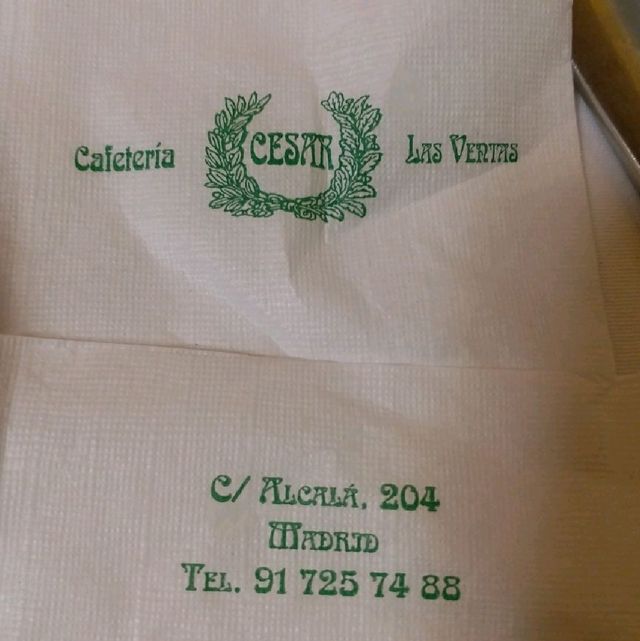 Cafetería CESAR LAS VENTAS
C/ ALCALÁ, 204
MADRID
TEL. 91 725 74 88